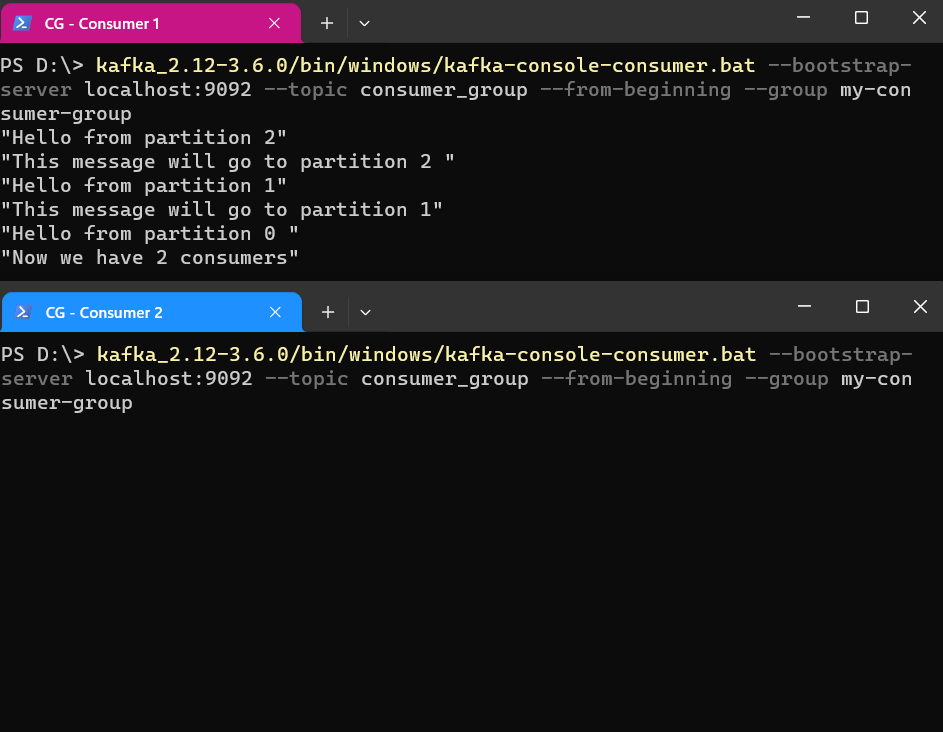 CG - Consumer 1
PS D:\> kafka_2.12-3.6.0/bin/windows/kafka-console-consumer.bat --bootstrap-
server localhost:9092 --topic consumer_group --from-beginning --group my-con
sumer-group
"Hello from partition 2"
"This message will go to partition 2 "
"Hello from partition 1"
"This message will go to partition 1"
"Hello from partition 0 "
"Now we have 2 consumers"
CG - Consumer 2
PS D:\> kafka_2.12-3.6.0/bin/windows/kafka-console-consumer.bat --bootstrap-
server localhost:9092 --topic consumer_group --from-beginning --group my-con
sumer-group